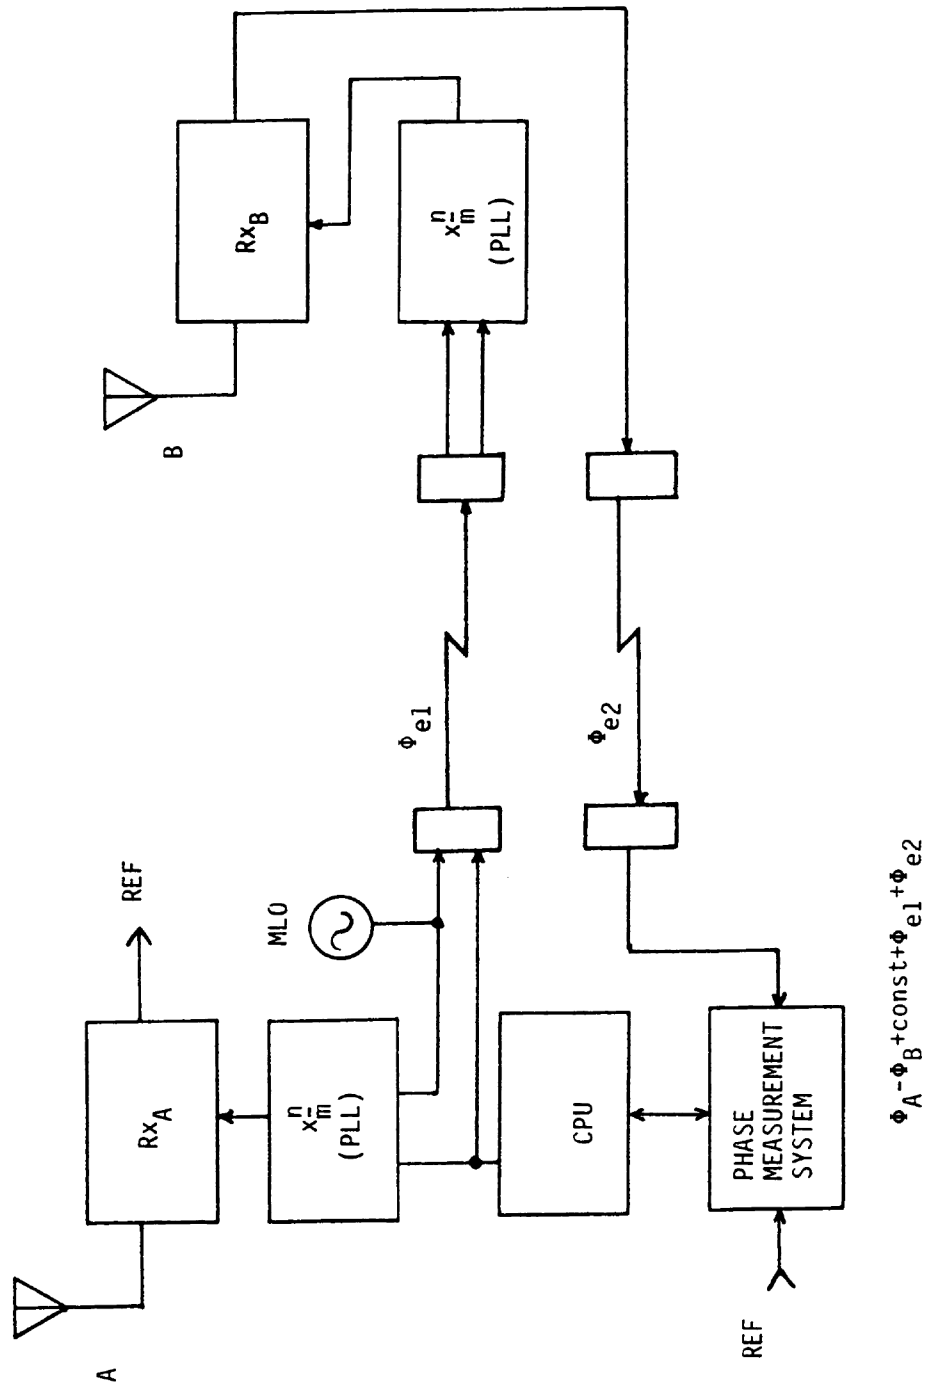 A
RxA
REF
x n/m
(PLL)
MLO
CPU
PHASE
MEASUREMENT
SYSTEM
REF
Φe1
Φe2
B
RxB
x n/m
(PLL)
ΦA-ΦB+const+Φe1+Φe2